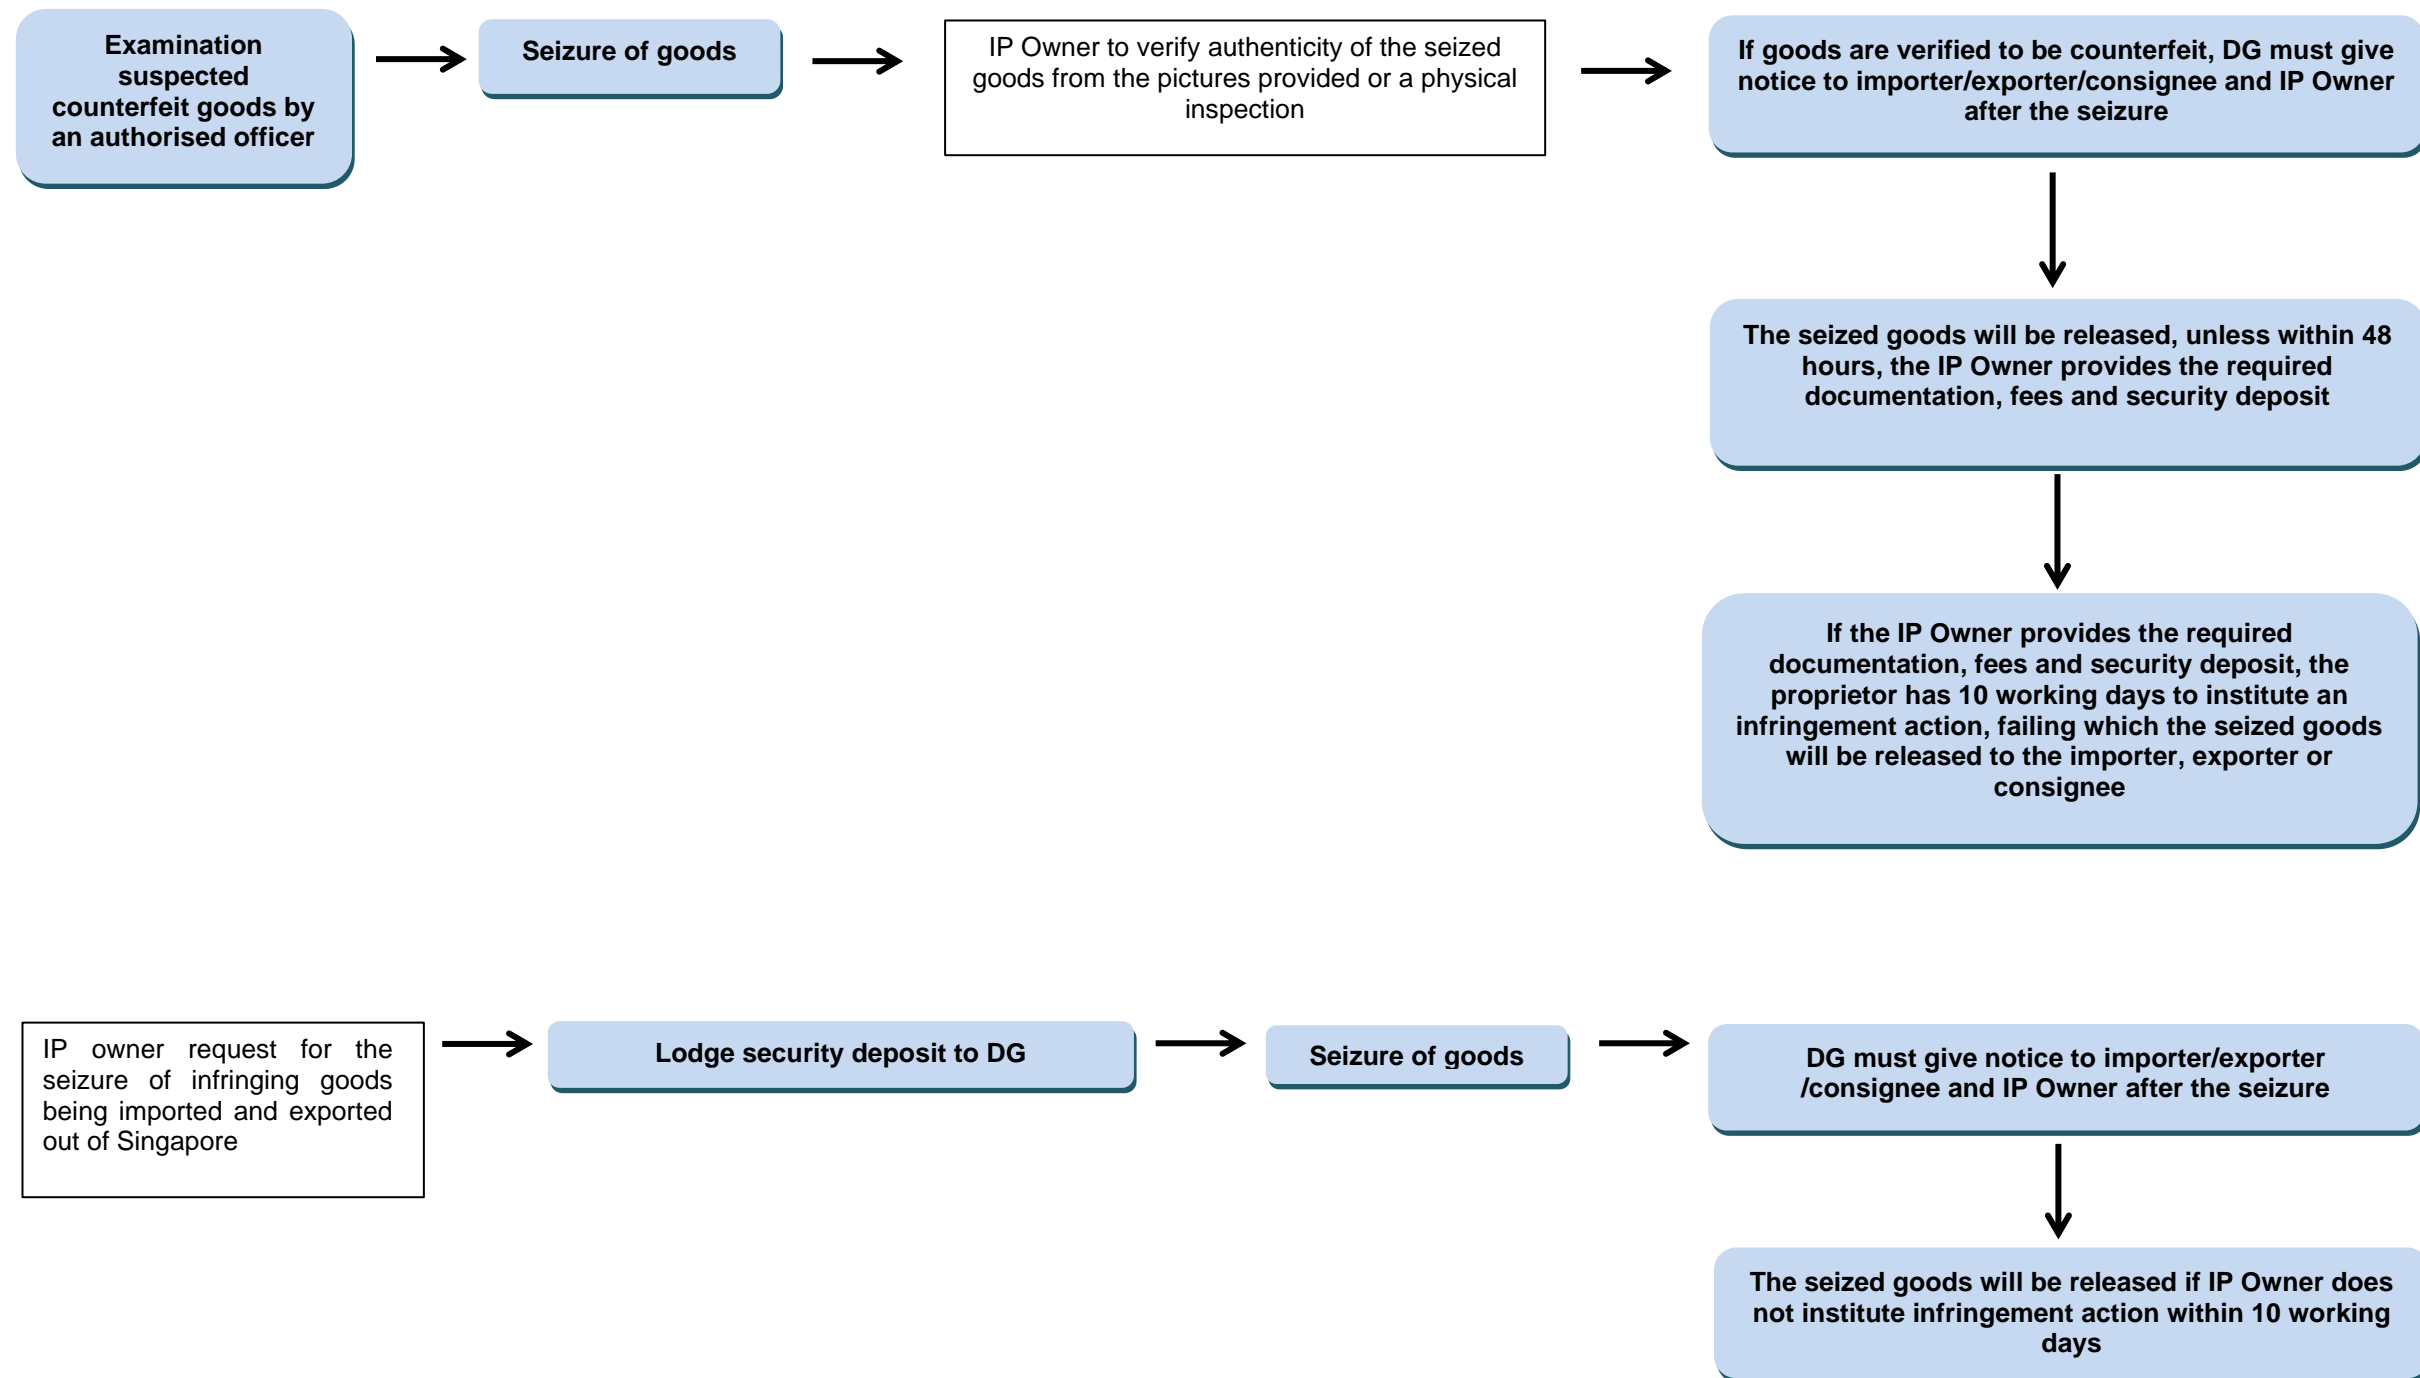 Examination
suspected
counterfeit goods by
an authorised officer
Seizure of goods
IP Owner to verify authenticity of the seized
goods from the pictures provided or a physical
inspection
If goods are verified to be counterfeit, DG must give
notice to importer/exporter/consignee and IP Owner
after the seizure
The seized goods will be released, unless within 48
hours, the IP Owner provides the required
documentation, fees and security deposit
If the IP Owner provides the required
documentation, fees and security deposit, the
proprietor has 10 working days to institute an
infringement action, failing which the seized goods
will be released to the importer, exporter or
consignee
IP owner request for the
seizure of infringing goods
being imported and exported
out of Singapore
Lodge security deposit to DG
Seizure of goods
DG must give notice to importer/exporter
/consignee and IP Owner after the seizure
The seized goods will be released if IP Owner does
not institute infringement action within 10 working
days